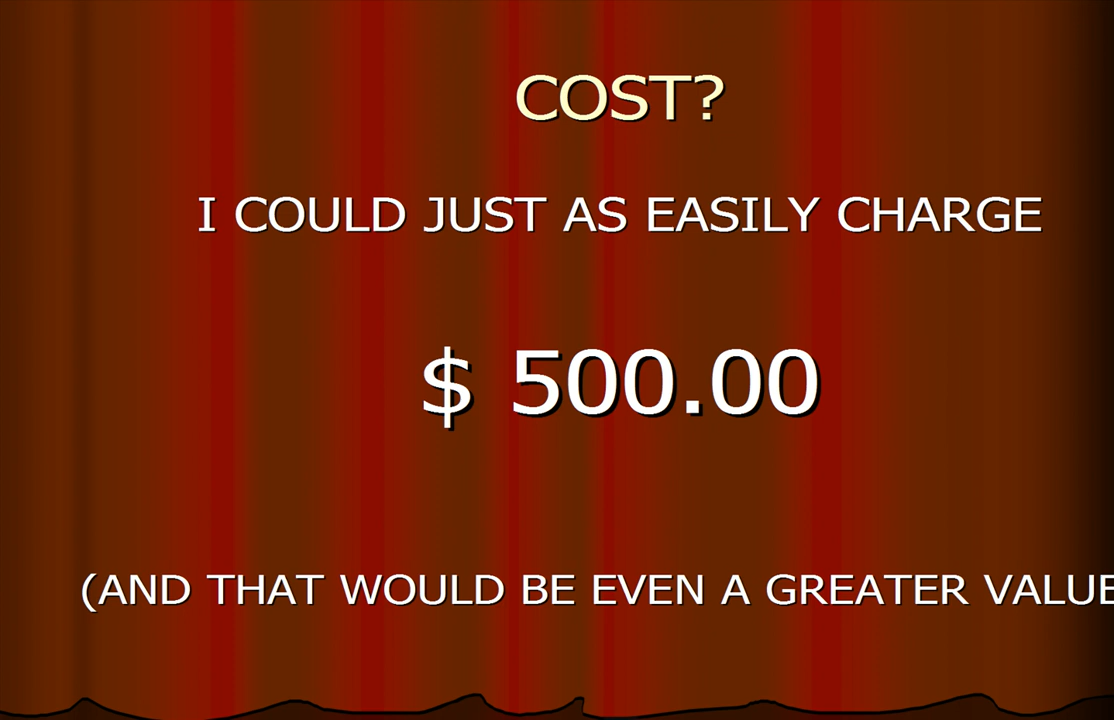 COST?
I COULD JUST AS EASILY CHARGE
$ 500.00
(AND THAT WOULD BE EVEN A GREATER VALUE